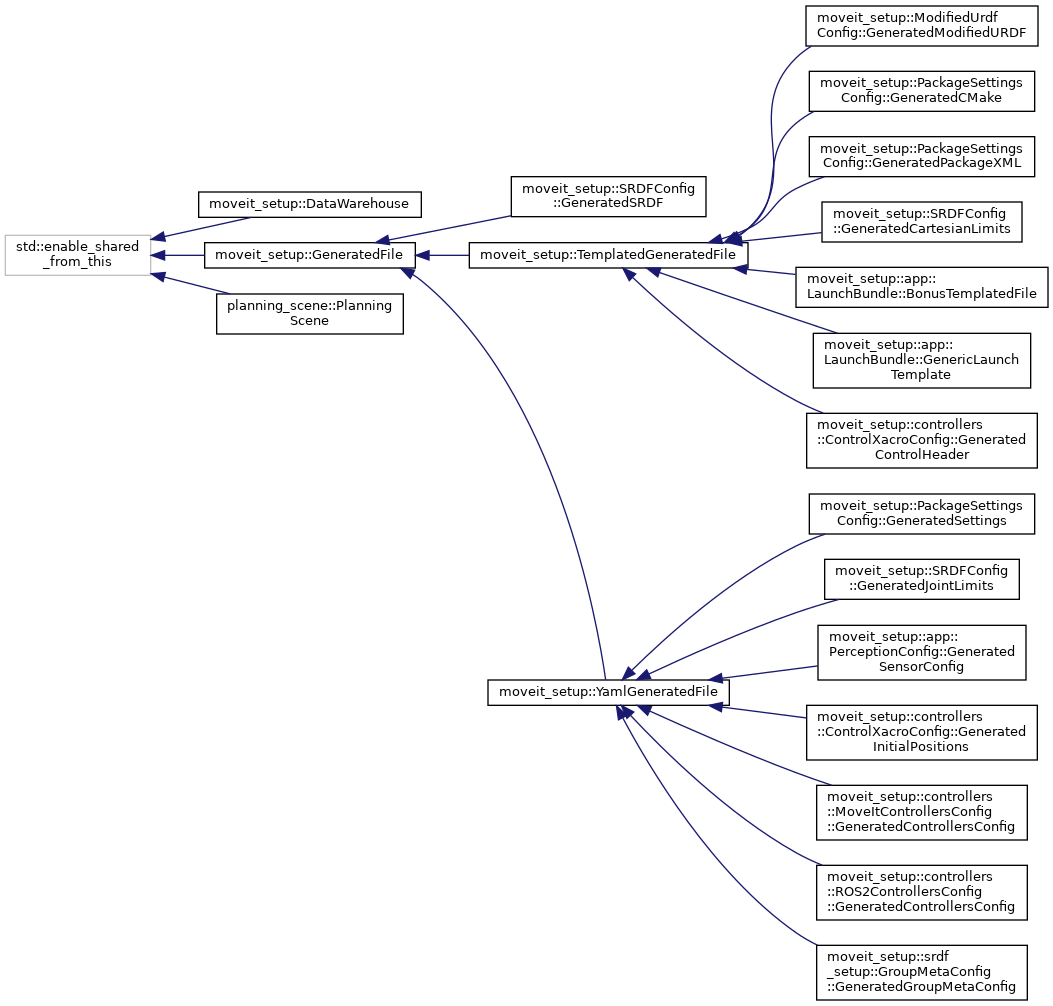 std::enable_shared
_from_this
moveit_setup::DataWarehouse
moveit_setup::GeneratedFile
planning_scene::Planning
Scene
moveit_setup::SRDFConfig
::GeneratedSRDF
moveit_setup::TemplatedGeneratedFile
moveit_setup::YamlGeneratedFile
moveit_setup::ModifiedUrdf
Config::GeneratedModifiedURDF
moveit_setup::PackageSettings
Config::GeneratedCMake
moveit_setup::PackageSettings
Config::GeneratedPackageXML
moveit_setup::SRDFConfig
::GeneratedCartesianLimits
moveit_setup::app::
LaunchBundle::BonusTemplatedFile
moveit_setup::app::
LaunchBundle::GenericLaunch
Template
moveit_setup::controllers
::ControlXacroConfig::Generated
ControlHeader
moveit_setup::PackageSettings
Config::GeneratedSettings
moveit_setup::SRDFConfig
::GeneratedJointLimits
moveit_setup::app::
PerceptionConfig::Generated
SensorConfig
moveit_setup::controllers
::ControlXacroConfig::Generated
InitialPositions
moveit_setup::controllers
::MoveItControllersConfig
::GeneratedControllersConfig
moveit_setup::controllers
::ROS2ControllersConfig
::GeneratedControllersConfig
moveit_setup::srdf
_setup::GroupMetaConfig
::GeneratedGroupMetaConfig